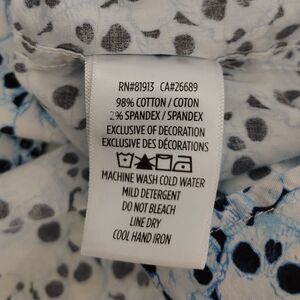 RN#81913 CA#26689
98% COTTON / COTON
2% SPANDEX / SPANDEX
EXCLUSIVE OF DECORATION
EXCLUSIVE DES DÉCORATIONS
MACHINE WASH COLD WATER
MILD DETERGENT
DO NOT BLEACH
LINE DRY
COOL HAND IRON